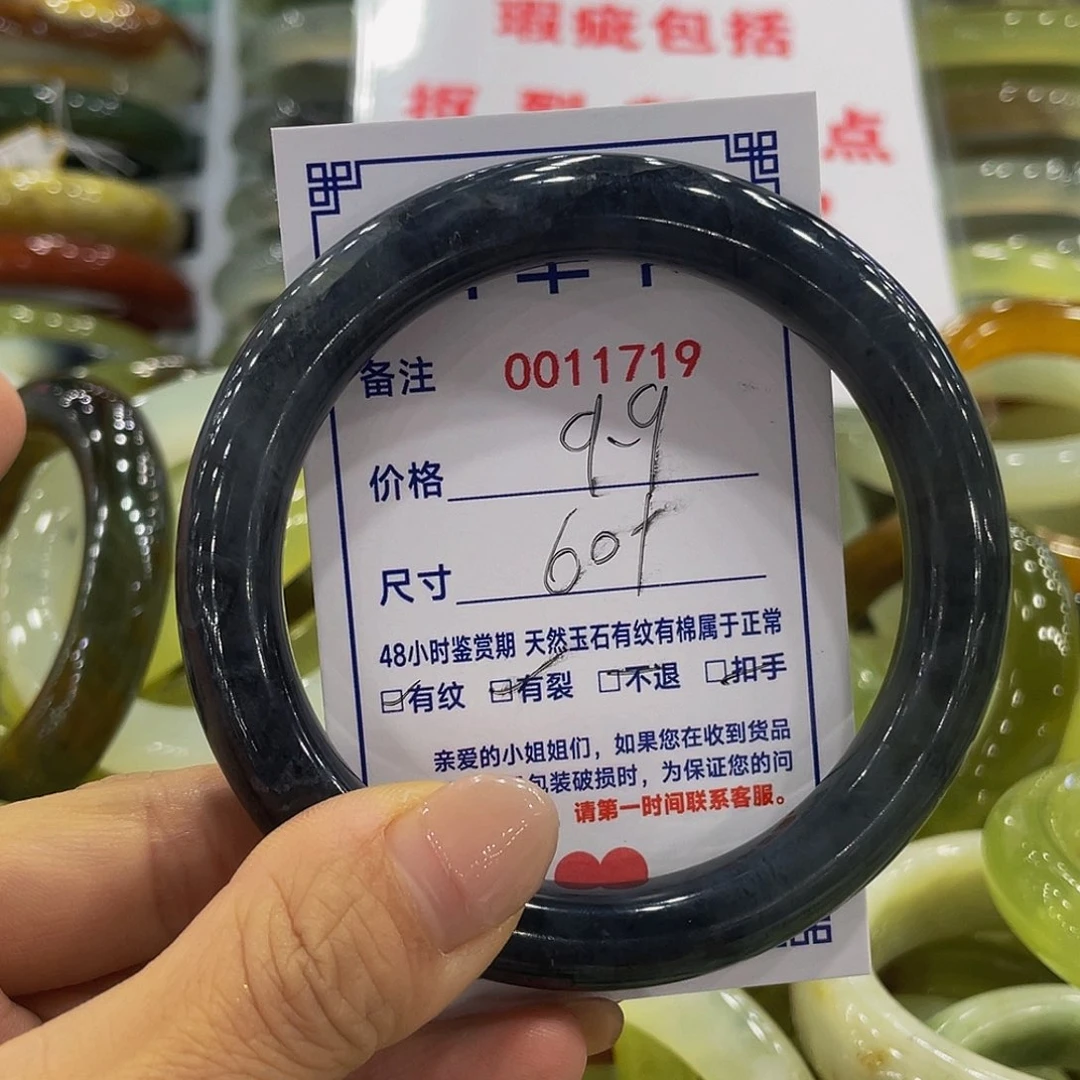 瑕疵包括
点
备注 0011719
价格 9.9
尺寸 60+
48小时鉴赏期 天然玉石有纹有棉属于正常
☑有纹 ☑有裂 ☐不退 ☐扣手
亲爱的小姐姐们，如果您在收到货品
包装破损时，为保证您的问
请第一时间联系客服。